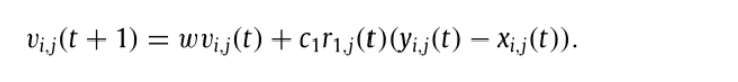 v_{i,j}(t + 1) = wv_{i,j}(t) + c_1r_{1,j}(t)(y_{i,j}(t) − x_{i,j}(t)).